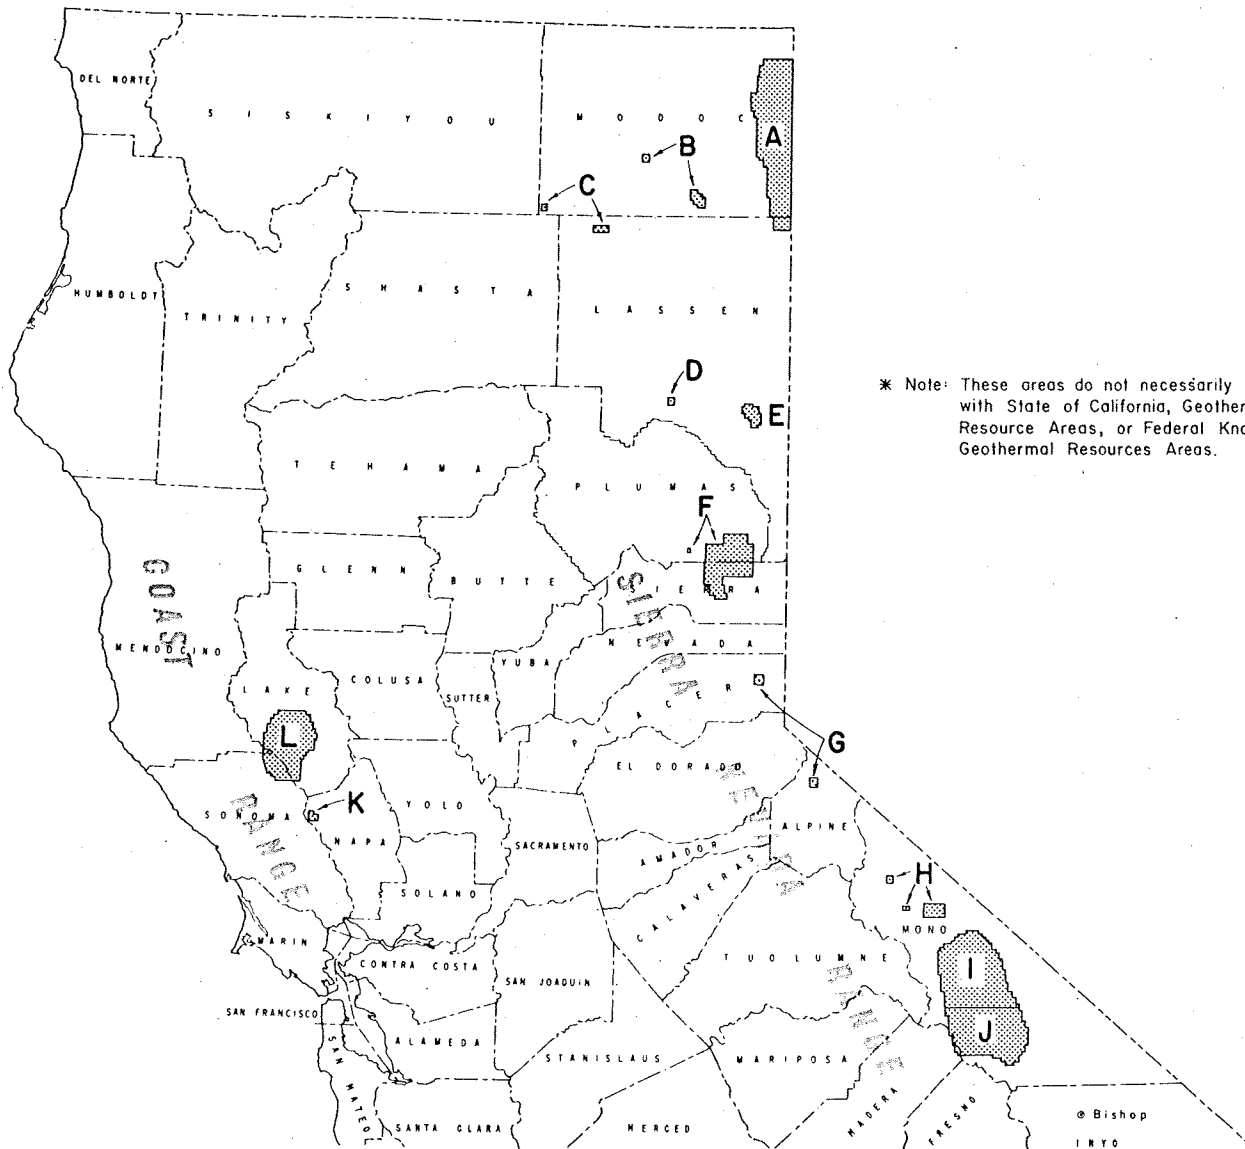 DEL NORTE
SISKIYOU
MODOC
A
B
C
HUMBOLDT
TRINITY
SHASTA
LASSEN
D
E
* Note: These areas do not necessarily
with State of California, Geother
Resource Areas, or Federal Kno
Geothermal Resources Areas.
TEHAMA
PLUMAS
F
GLENN
BUTTE
SIERRA
COAST
RANGE
SIERRA
NEVADA
RANGE
MENDOCINO
LAKE
COLUSA
SUTTER
YUBA
NEVADA
PLACER
G
L
EL DORADO
K
SONOMA
NAPA
YOLO
SACRAMENTO
AMADOR
ALPINE
SOLANO
CALAVERAS
H
MONO
MARIN
CONTRA COSTA
SAN JOAQUIN
TUOLUMNE
I
J
SAN FRANCISCO
ALAMEDA
STANISLAUS
MARIPOSA
SAN MATEO
SANTA CLARA
MERCED
MADERA
FRESNO
Bishop
INYO